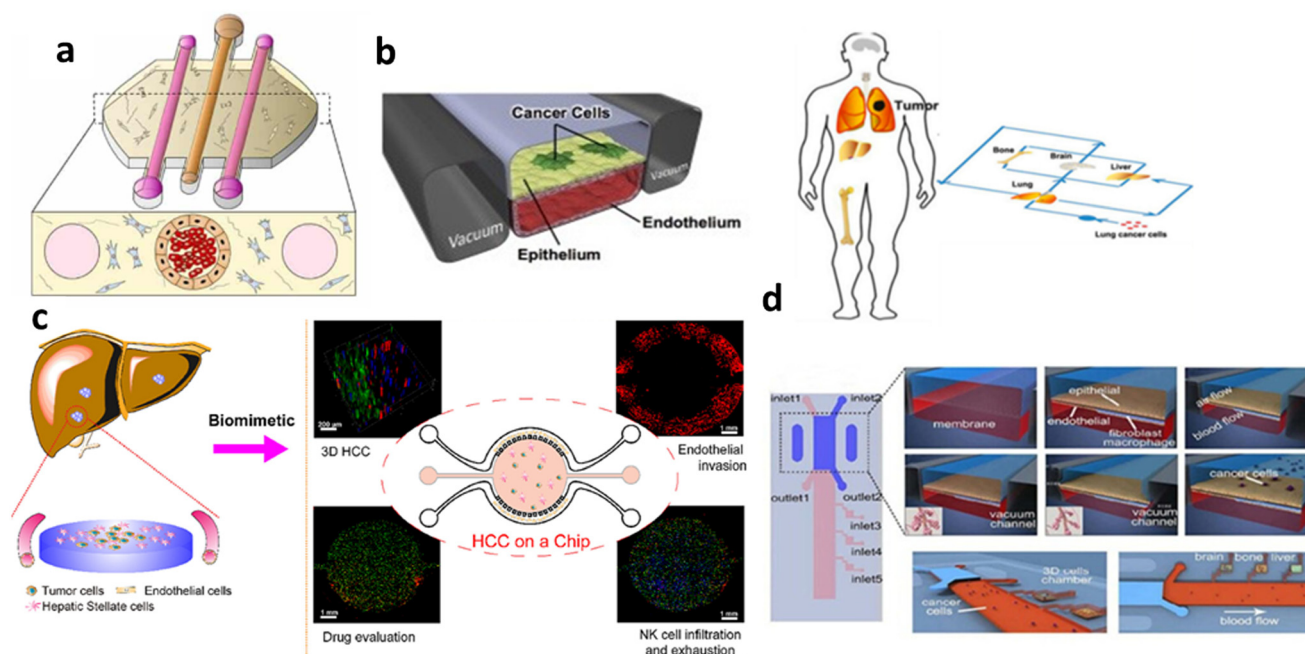 a
b
Cancer Cells
Vacuum
Vacuum
Endothelium
Epithelium
Tumor
Bone
Brain
Liver
Lung
Lung cancer cells
c
Biomimetic
Tumor cells
Endothelial cells
Hepatic Stellate cells
200 μm
3D HCC
1 mm
Endothelial
invasion
HCC on a Chip
1 mm
Drug evaluation
1 mm
NK cell infiltration
and exhaustion
d
inlet1
inlet2
outlet1
outlet2
inlet3
inlet4
inlet5
membrane
epithelial
endothelial
fibroblast
macrophage
air flow
blood flow
vacuum
channel
vacuum
channel
cancer cells
3D cells
chamber
cancer
cells
brain bone liver
blood flow